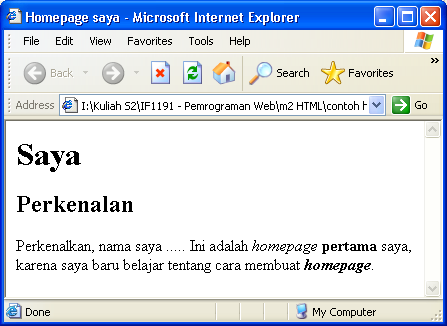 Homepage saya - Microsoft Internet Explorer
File Edit View Favorites Tools Help
Back Search Favorites »
Address I:\Kuliah S2\IF1191 - Pemrograman Web\m2 HTML\contoh h Go
Saya
Perkenalan
Perkenalkan, nama saya ..... Ini adalah homepage pertama saya,
karena saya baru belajar tentang cara membuat homepage.
Done My Computer